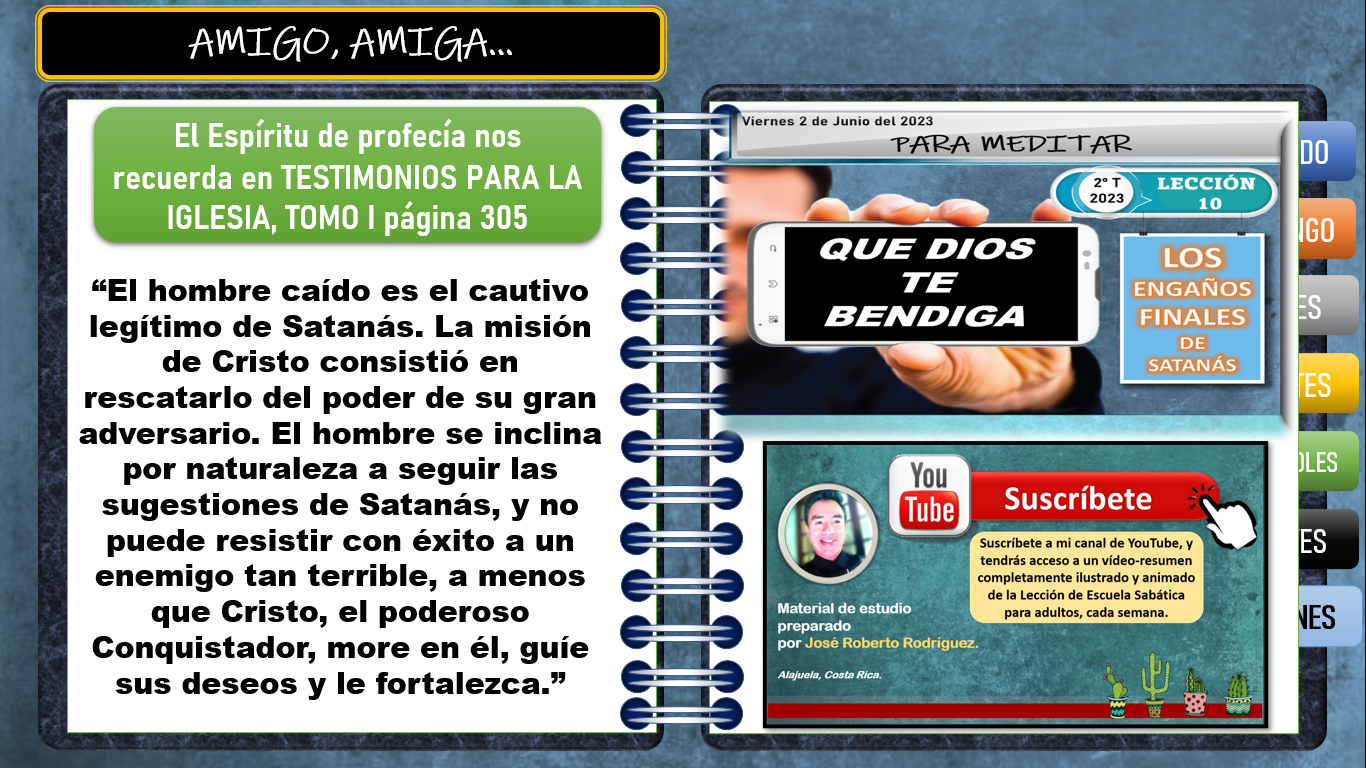 AMIGO, AMIGA...
El Espíritu de profecía nos
recuerda en TESTIMONIOS PARA LA
IGLESIA, TOMO I página 305
“El hombre caído es el cautivo
legítimo de Satanás. La misión
de Cristo consistió en
rescatarlo del poder de su gran
adversario. El hombre se inclina
por naturaleza a seguir las
sugestiones de Satanás, y no
puede resistir con éxito a un
enemigo tan terrible, a menos
que Cristo, el poderoso
Conquistador, more en él, guíe
sus deseos y le fortalezca.”
Viernes 2 de Junio del 2023
PARA MEDITAR
2° T
2023
LECCIÓN
10
QUE DIOS
TE
BENDIGA
LOS
ENGAÑOS
FINALES
DE
SATANÁS
You
Tube
Suscríbete
Suscríbete a mi canal de YouTube, y
tendrás acceso a un vídeo-resumen
completamente ilustrado y animado
de la Lección de Escuela Sabática
para adultos, cada semana.
Material de estudio
preparado
por José Roberto Rodríguez.
Alajuela, Costa Rica.
DO
NGO
ES
TES
OLES
ES
NES